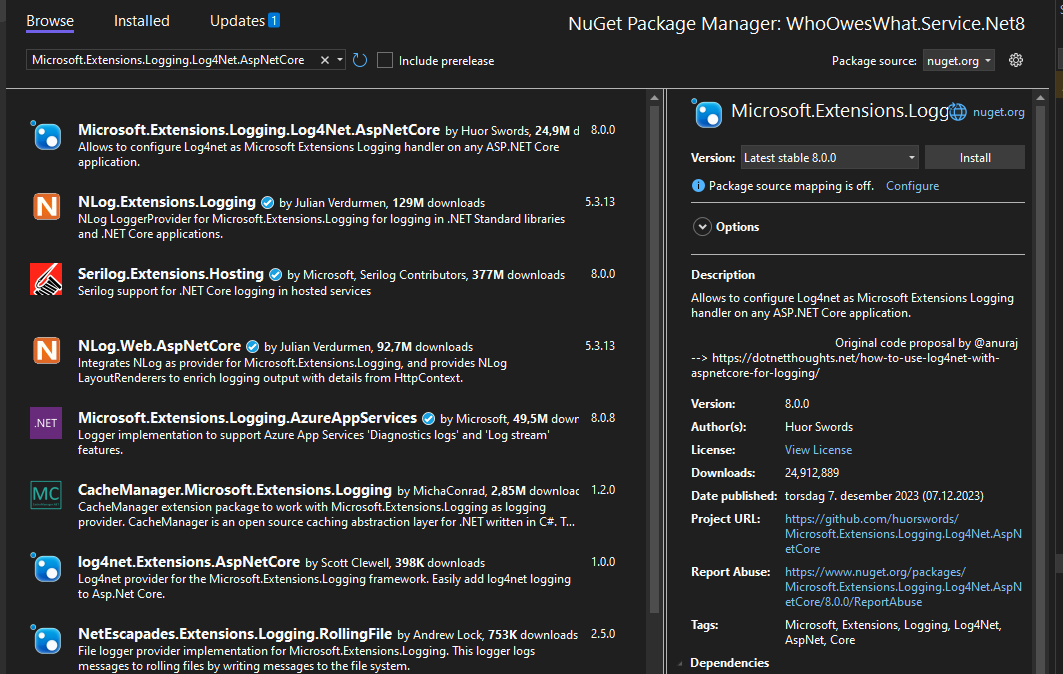 Browse
Installed
Updates 1
NuGet Package Manager: WhoOwesWhat.Service.Net8
Microsoft.Extensions.Logging.Log4Net.AspNetCore
Include prerelease
Package source: nuget.org
Microsoft.Extensions.Logging.Log4Net.AspNetCore by Huor Swords, 24,9M d 8.0.0
Allows to configure Log4net as Microsoft Extensions Logging handler on any ASP.NET Core
application.
N
NLog.Extensions.Logging by Julian Verdurmen, 129M downloads 5.3.13
NLog LoggerProvider for Microsoft.Extensions.Logging for logging in .NET Standard libraries
and .NET Core applications.
Serilog.Extensions.Hosting by Microsoft, Serilog Contributors, 377M downloads 8.0.0
Serilog support for .NET Core logging in hosted services
N
NLog.Web.AspNetCore by Julian Verdurmen, 92,7M downloads 5.3.13
Integrates NLog as provider for Microsoft.Extensions.Logging, and provides NLog
LayoutRenderers to enrich logging output with details from HttpContext.
.NET
Microsoft.Extensions.Logging.AzureAppServices by Microsoft, 49,5M down 8.0.8
Logger implementation to support Azure App Services 'Diagnostics logs' and 'Log stream'
features.
MC
CacheManager.Microsoft.Extensions.Logging by MichaConrad, 2,85M downloac 1.2.0
CacheManager extension package to work with Microsoft.Extensions.Logging as logging
provider. CacheManager is an open source caching abstraction layer for .NET written in C#. T...
log4net.Extensions.AspNetCore by Scott Clewell, 398K downloads 1.0.0
Log4net provider for the Microsoft.Extensions.Logging framework. Easily add log4net logging
to Asp.Net Core.
NetEscapades.Extensions.Logging.RollingFile by Andrew Lock, 753K downloads 2.5.0
File logger provider implementation for Microsoft.Extensions.Logging. This logger logs
messages to rolling files by writing messages to the file system.
Microsoft.Extensions.Logg nuget.org
Version: Latest stable 8.0.0 Install
Package source mapping is off. Configure
Options
Description
Allows to configure Log4net as Microsoft Extensions Logging
handler on any ASP.NET Core application.
Original code proposal by @anuraj
--> https://dotnetthoughts.net/how-to-use-log4net-with-
aspnetcore-for-logging/
Version: 8.0.0
Author(s): Huor Swords
License: View License
Downloads: 24,912,889
Date published: torsdag 7. desember 2023 (07.12.2023)
Project URL: https://github.com/huorswords/
Microsoft.Extensions.Logging.Log4Net.AspN
etCore
Report Abuse: https://www.nuget.org/packages/
Microsoft.Extensions.Logging.Log4Net.AspN
etCore/8.0.0/ReportAbuse
Tags: Microsoft, Extensions, Logging, Log4Net,
AspNet, Core
Dependencies